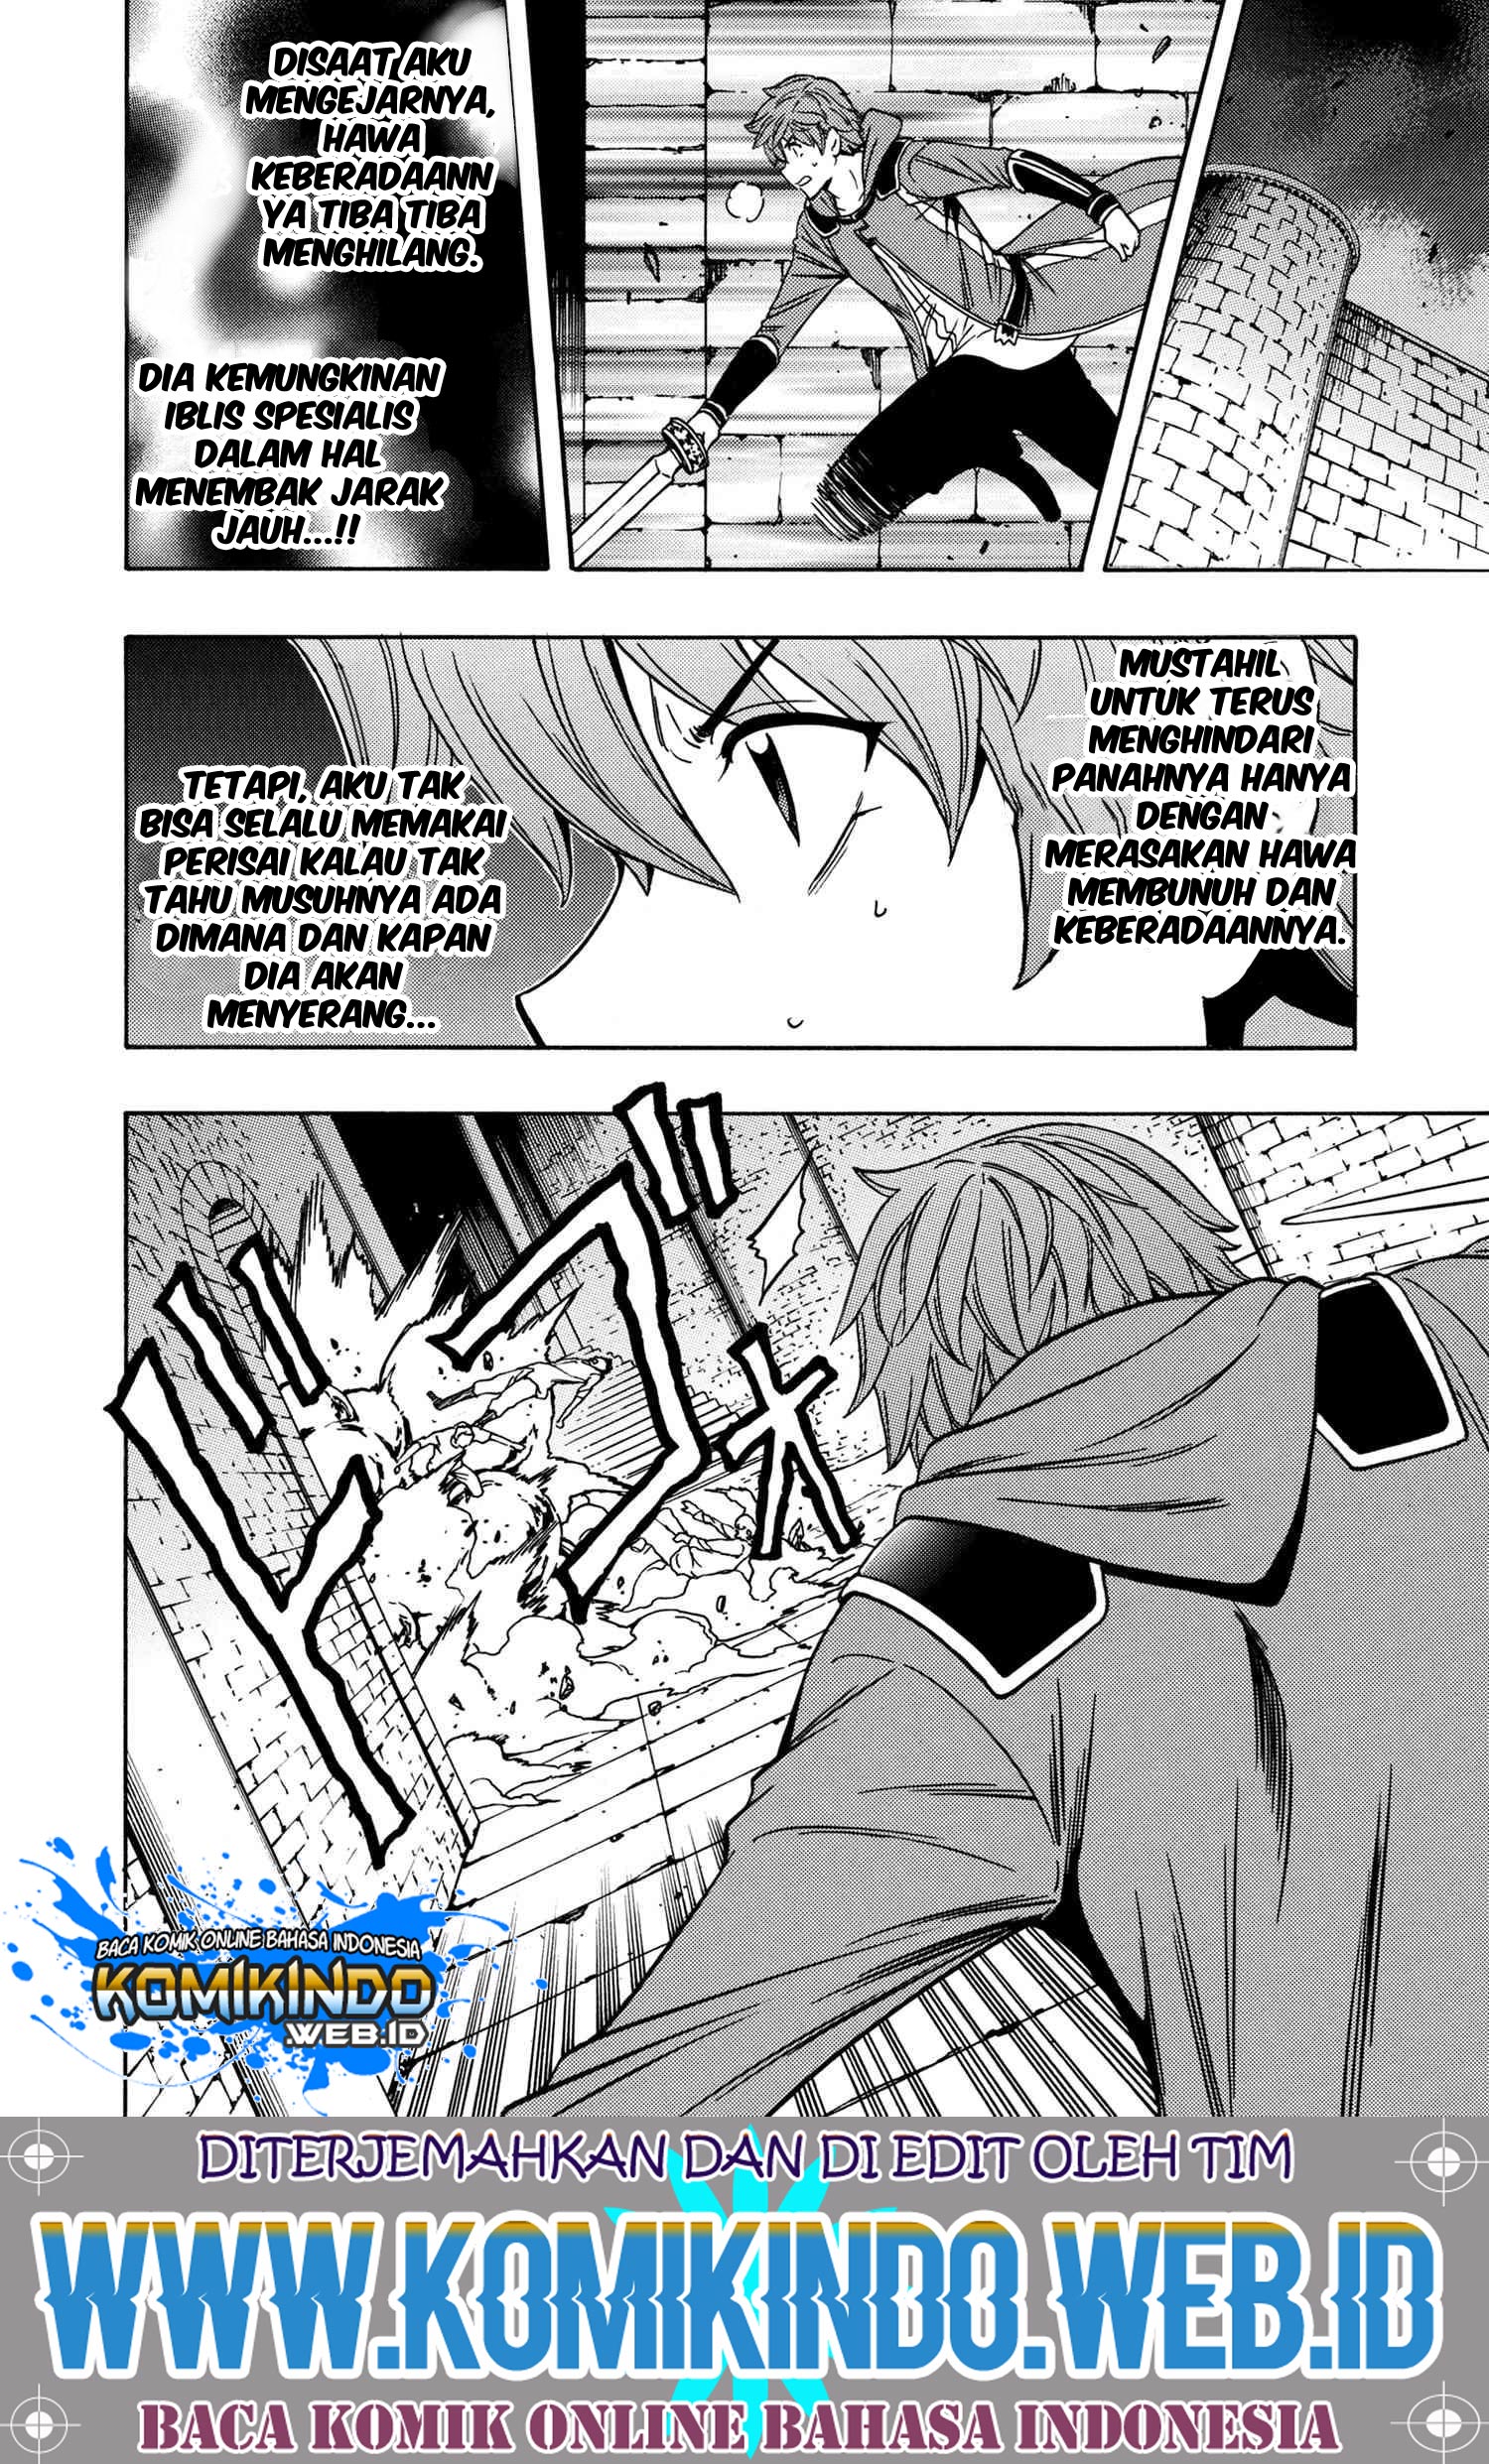 DISAAT AKU
MENGEJARNYA,
HAWA
KEBERADAANN
YA TIBA TIBA
MENGHILANG.
DIA KEMUNGKINAN
IBLIS SPESIALIS
DALAM HAL
MENEMBAK JARAK
JAUH...!!
MUSTAHIL
UNTUK TERUS
MENGHINDARI
PANAHNYA HANYA
DENGAN
MERASAKAN HAWA
MEMBUNUH DAN
KEBERADAANNYA.
TETAPI, AKU TAK
BISA SELALU MEMAKAI
PERISAI KALAU TAK
TAHU MUSUHNYA ADA
DIMANA DAN KAPAN
DIA AKAN
MENYERANG...
ドゴォ
BACA KOMIK ONLINE BAHASA INDONESIA
KOMIKINDO
.WEB.ID
DITERJEMAHKAN DAN DI EDIT OLEH TIM
WWW.KOMIKINDO.WEB.ID
BACA KOMIK ONLINE BAHASA INDONESIA